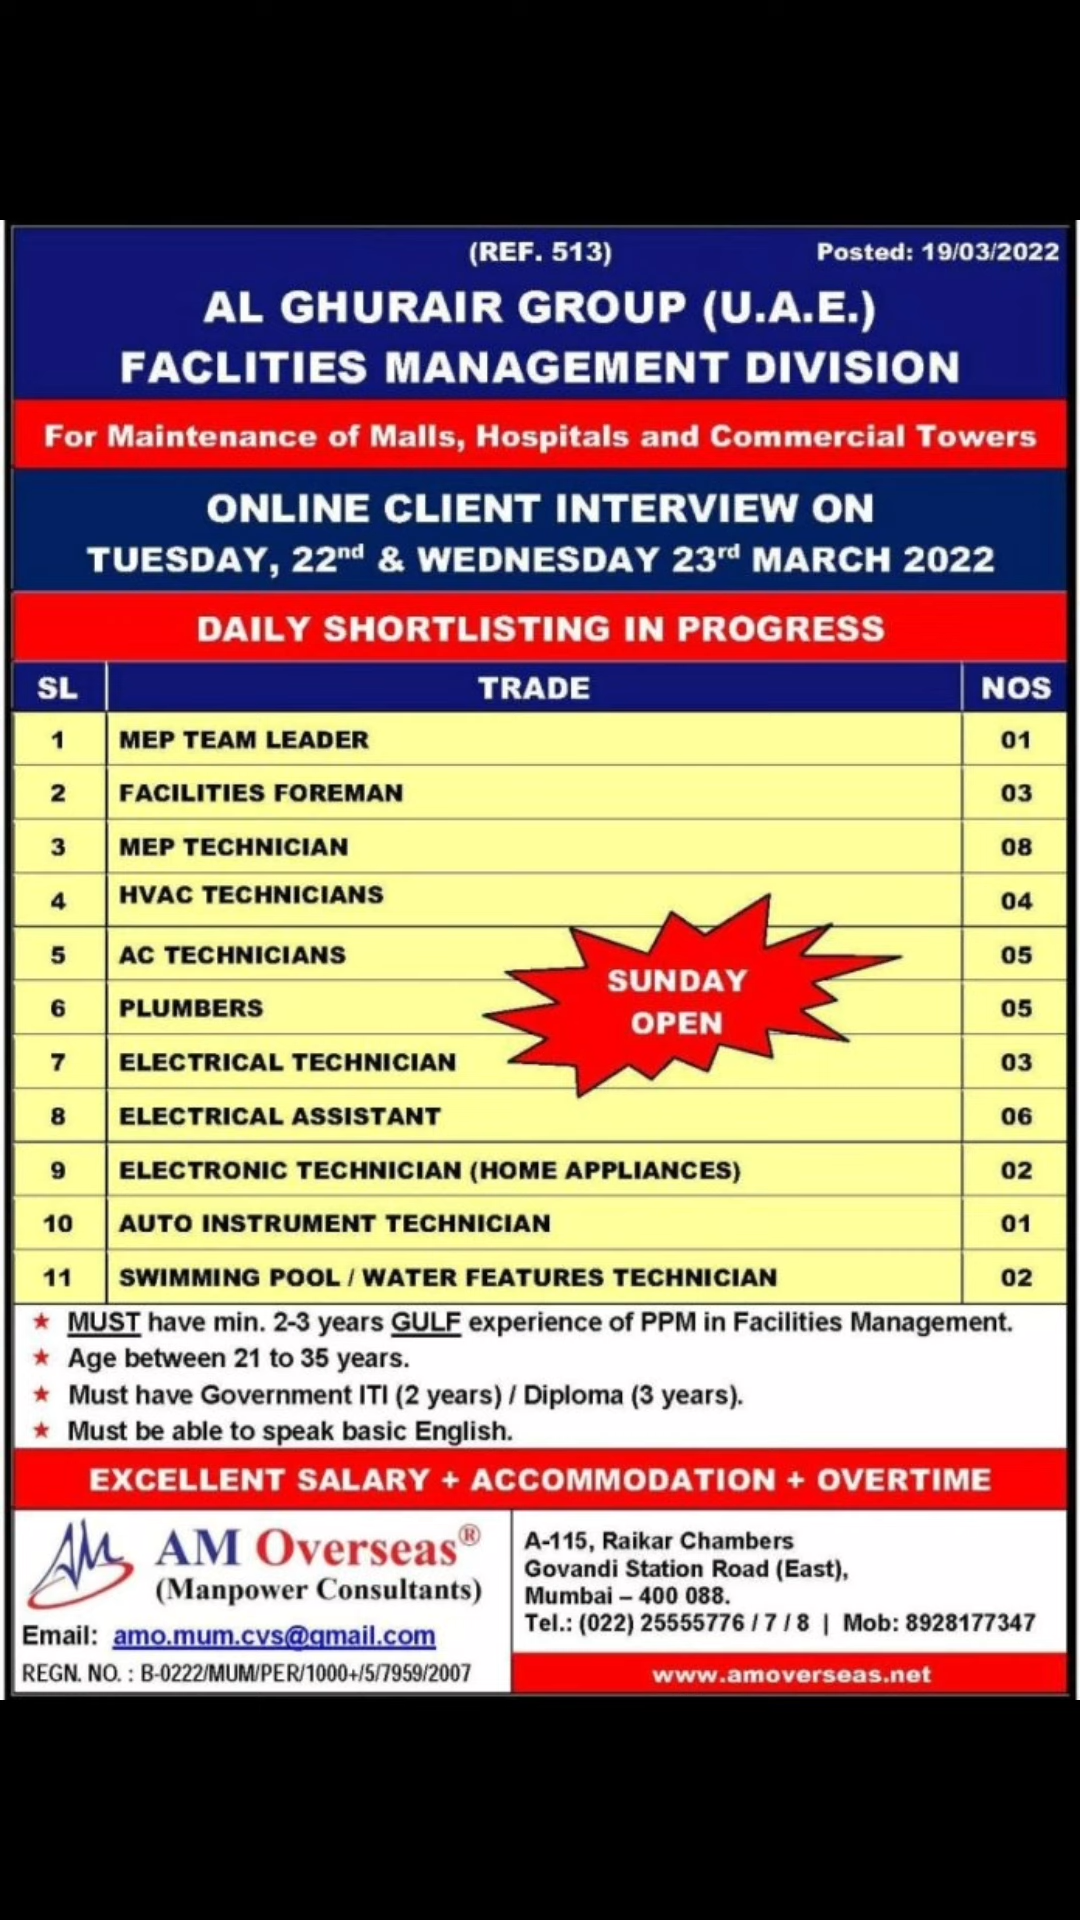 (REF. 513) Posted: 19/03/2022
AL GHURAIR GROUP (U.A.E.)
FACLITIES MANAGEMENT DIVISION
For Maintenance of Malls, Hospitals and Commercial Towers
ONLINE CLIENT INTERVIEW ON
TUESDAY, 22nd & WEDNESDAY 23rd MARCH 2022
DAILY SHORTLISTING IN PROGRESS
SL TRADE NOS
1 MEP TEAM LEADER 01
2 FACILITIES FOREMAN 03
3 MEP TECHNICIAN 08
4 HVAC TECHNICIANS 04
5 AC TECHNICIANS 05
6 PLUMBERS 05
7 ELECTRICAL TECHNICIAN 03
8 ELECTRICAL ASSISTANT 06
9 ELECTRONIC TECHNICIAN (HOME APPLIANCES) 02
10 AUTO INSTRUMENT TECHNICIAN 01
11 SWIMMING POOL / WATER FEATURES TECHNICIAN 02
SUNDAY
OPEN
★ MUST have min. 2-3 years GULF experience of PPM in Facilities Management.
★ Age between 21 to 35 years.
★ Must have Government ITI (2 years) / Diploma (3 years).
★ Must be able to speak basic English.
EXCELLENT SALARY + ACCOMMODATION + OVERTIME
AM AM Overseas®
(Manpower Consultants)
Email: amo.mum.cvs@gmail.com
REGN. NO. : B-0222/MUM/PER/1000+/5/7959/2007
A-115, Raikar Chambers
Govandi Station Road (East),
Mumbai – 400 088.
Tel.: (022) 25555776 / 7 / 8 | Mob: 8928177347
www.amoverseas.net